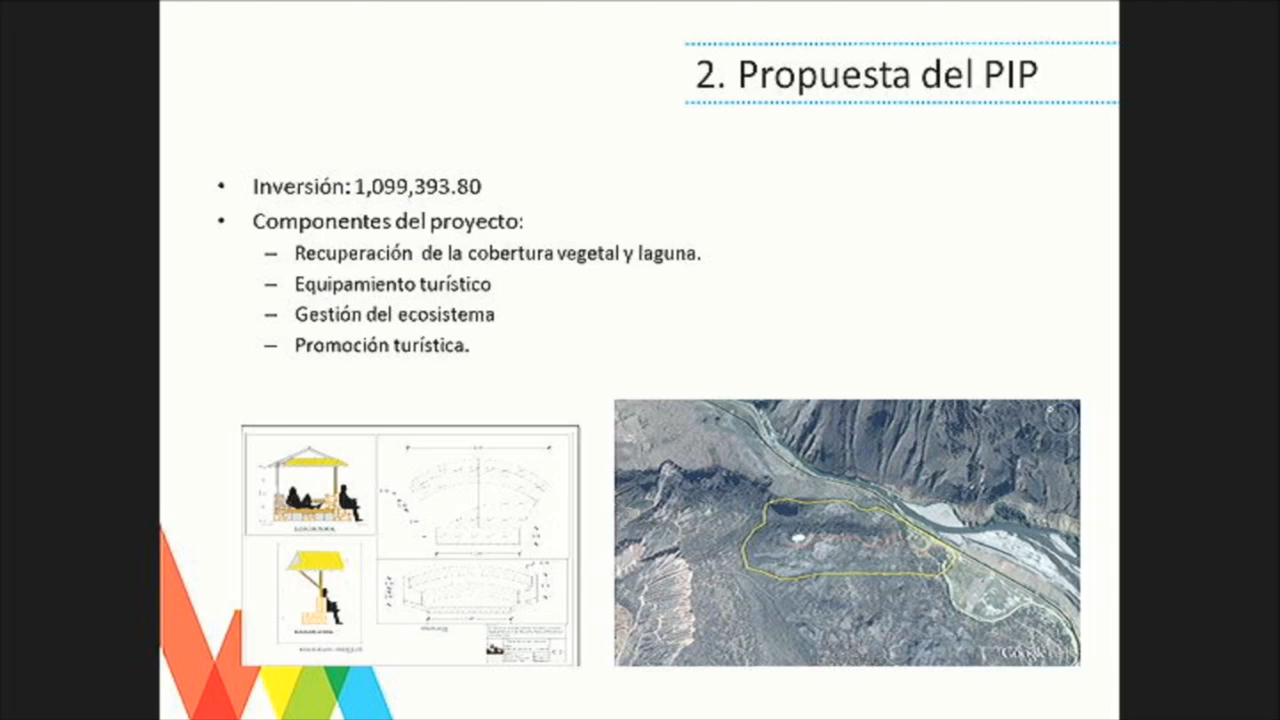 2. Propuesta del PIP
• Inversión: 1,099,393.80
• Componentes del proyecto:
– Recuperación de la cobertura vegetal y laguna.
– Equipamiento turístico
– Gestión del ecosistema
– Promoción turística.
Google